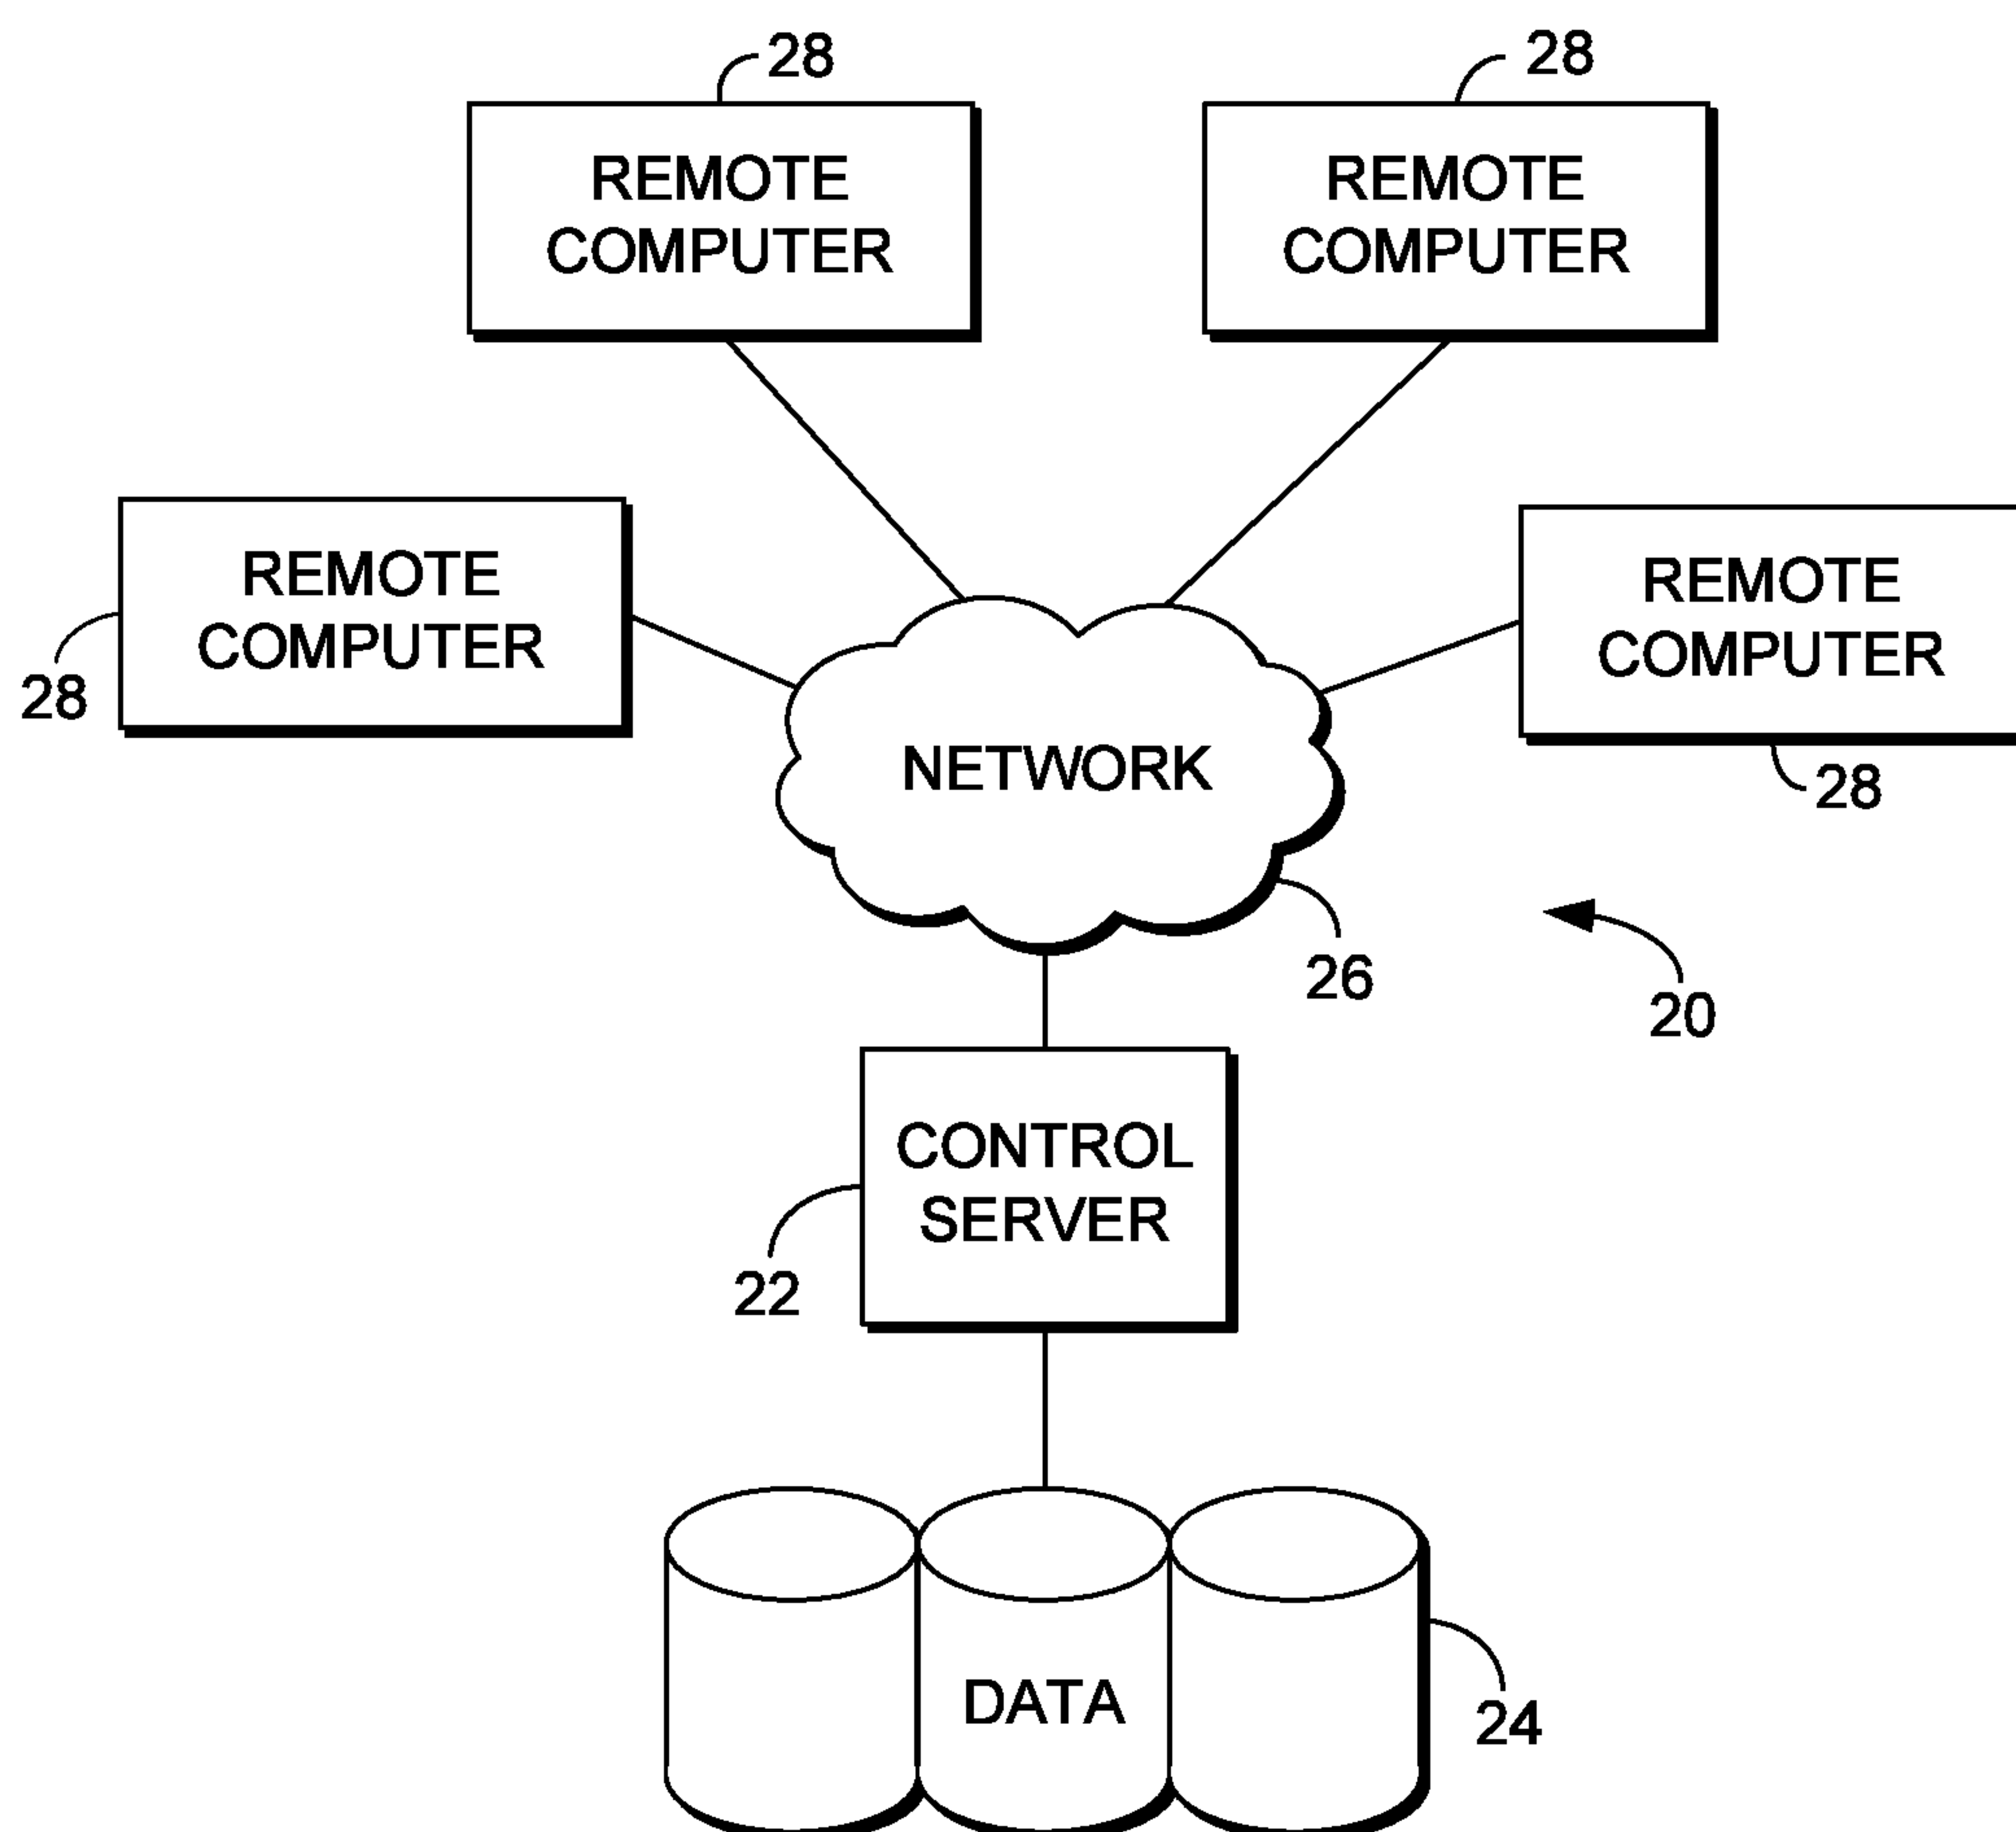 28
28
REMOTE
COMPUTER
REMOTE
COMPUTER
REMOTE
COMPUTER
28
REMOTE
COMPUTER
28
NETWORK
26
20
CONTROL
SERVER
22
DATA
24